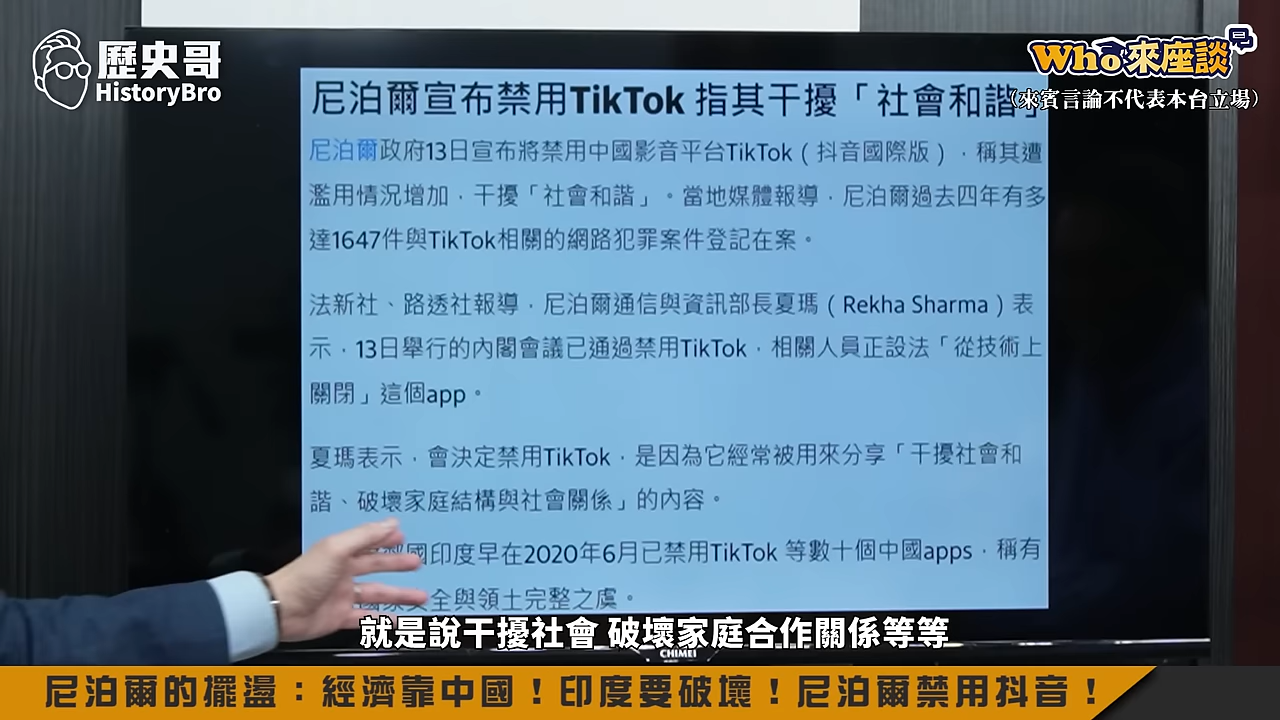 歷史哥
HistoryBro
Who來座談
(來賓言論不代表本台立場)
尼泊爾宣布禁用TikTok 指其干擾「社會和諧」
尼泊爾政府13日宣布將禁用中國影音平台TikTok（抖音國際版），稱其遭
濫用情況增加，干擾「社會和諧」。當地媒體報導，尼泊爾過去四年有多
達1647件與TikTok相關的網路犯罪案件登記在案。
法新社、路透社報導，尼泊爾通信與資訊部長夏瑪（Rekha Sharma）表
示，13日舉行的內閣會議已通過禁用TikTok，相關人員正設法「從技術上
關閉」這個app。
夏瑪表示，會決定禁用TikTok，是因為它經常被用來分享「干擾社會和
諧、破壞家庭結構與社會關係」的內容。
鄰國印度早在2020年6月已禁用TikTok 等數十個中國apps，稱有
國家安全與領土完整之虞。
就是說干擾社會 破壞家庭合作關係等等
CHIMEI
尼泊爾的擺盪：經濟靠中國！印度要破壞！尼泊爾禁用抖音！